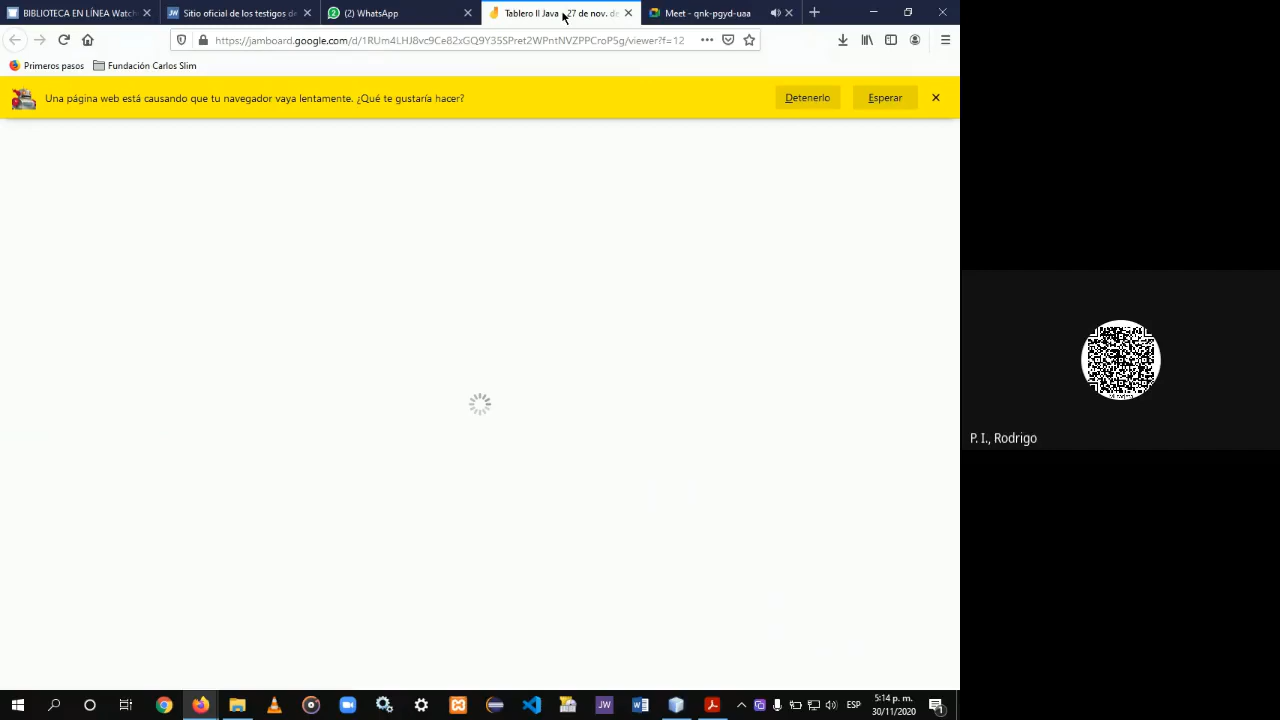 BIBLIOTECA EN LÍNEA Watch
Sitio oficial de los testigos de
(2) WhatsApp
Tablero II Java - 27 de nov. de
Meet - qnk-pgyd-uaa
https://jamboard.google.com/d/1RUm4LHJ8vc9Ce82xGQ9Y35SPret2WPntNVZPPCroP5g/viewer?f=12
Primeros pasos
Fundación Carlos Slim
Una página web está causando que tu navegador vaya lentamente. ¿Qué te gustaría hacer?
Detenerlo
Esperar
P. I., Rodrigo
JW
ESP
5:14 p. m.
30/11/2020
1